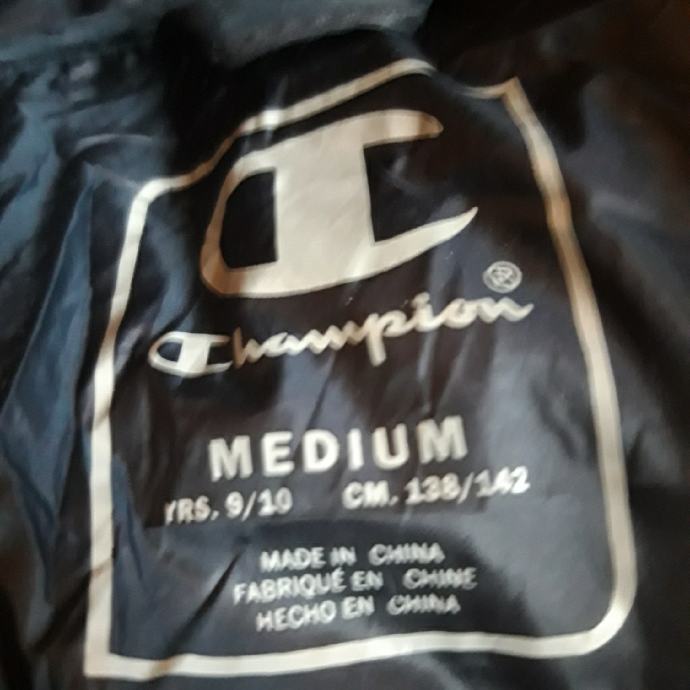 Champion®
MEDIUM
YRS. 9/10 CM. 138/142
MADE IN CHINA
FABRIQUÉ EN CHINE
HECHO EN CHINA